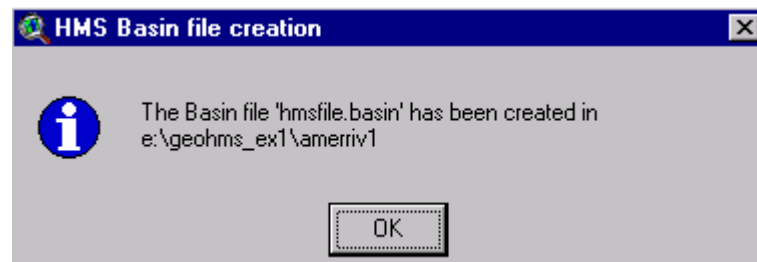 HMS Basin file creation
The Basin file 'hmsfile.basin' has been created in
e:\geohms_ex1\amerriv1
OK